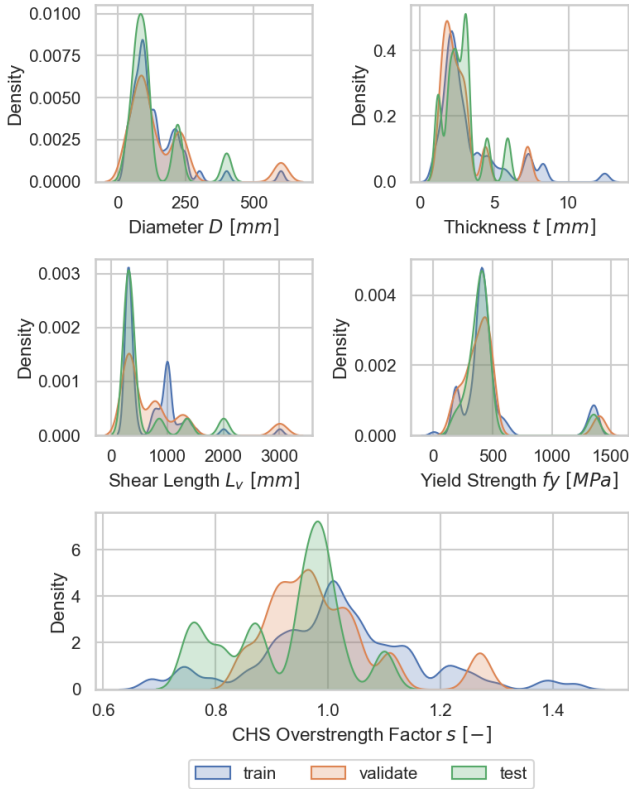 0.0100
0.0075
0.0050
0.0025
0.0000
Density
0 250 500
Diameter D [mm]
0.4
0.2
0.0
Density
0 5 10
Thickness t [mm]
0.003
0.002
0.001
0.000
Density
0 1000 2000 3000
Shear Length Lᵥ [mm]
0.004
0.002
0.000
Density
0 500 1000 1500
Yield Strength fy [MPa]
6
4
2
0
Density
0.6 0.8 1.0 1.2 1.4
CHS Overstrength Factor s [−]
train validate test